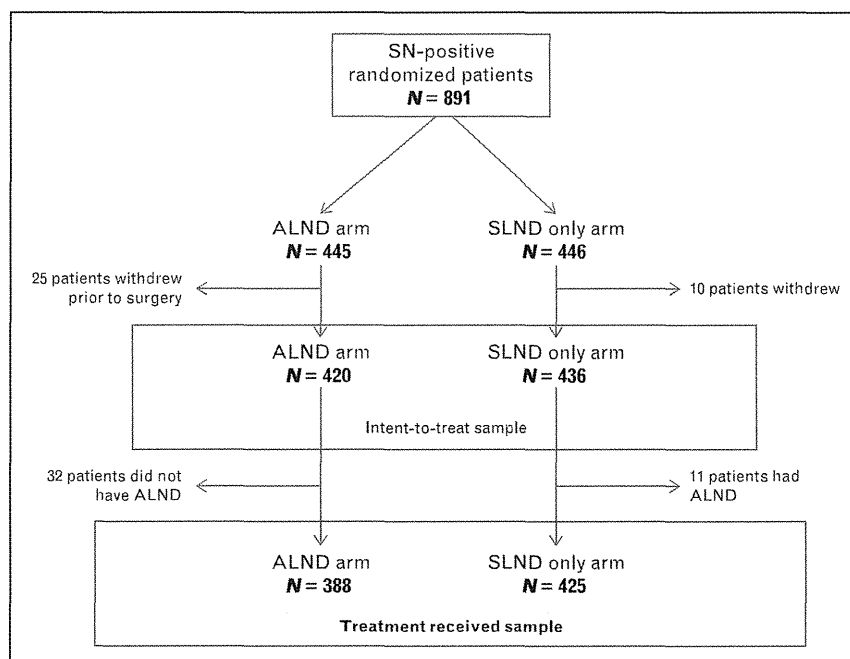 SN-positive
randomized patients
N = 891
ALND arm
N = 445
SLND only arm
N = 446
25 patients withdrew
prior to surgery
10 patients withdrew
ALND arm
N = 420
SLND only arm
N = 436
Intent-to-treat sample
32 patients did not
have ALND
11 patients had
ALND
ALND arm
N = 388
SLND only arm
N = 425
Treatment received sample